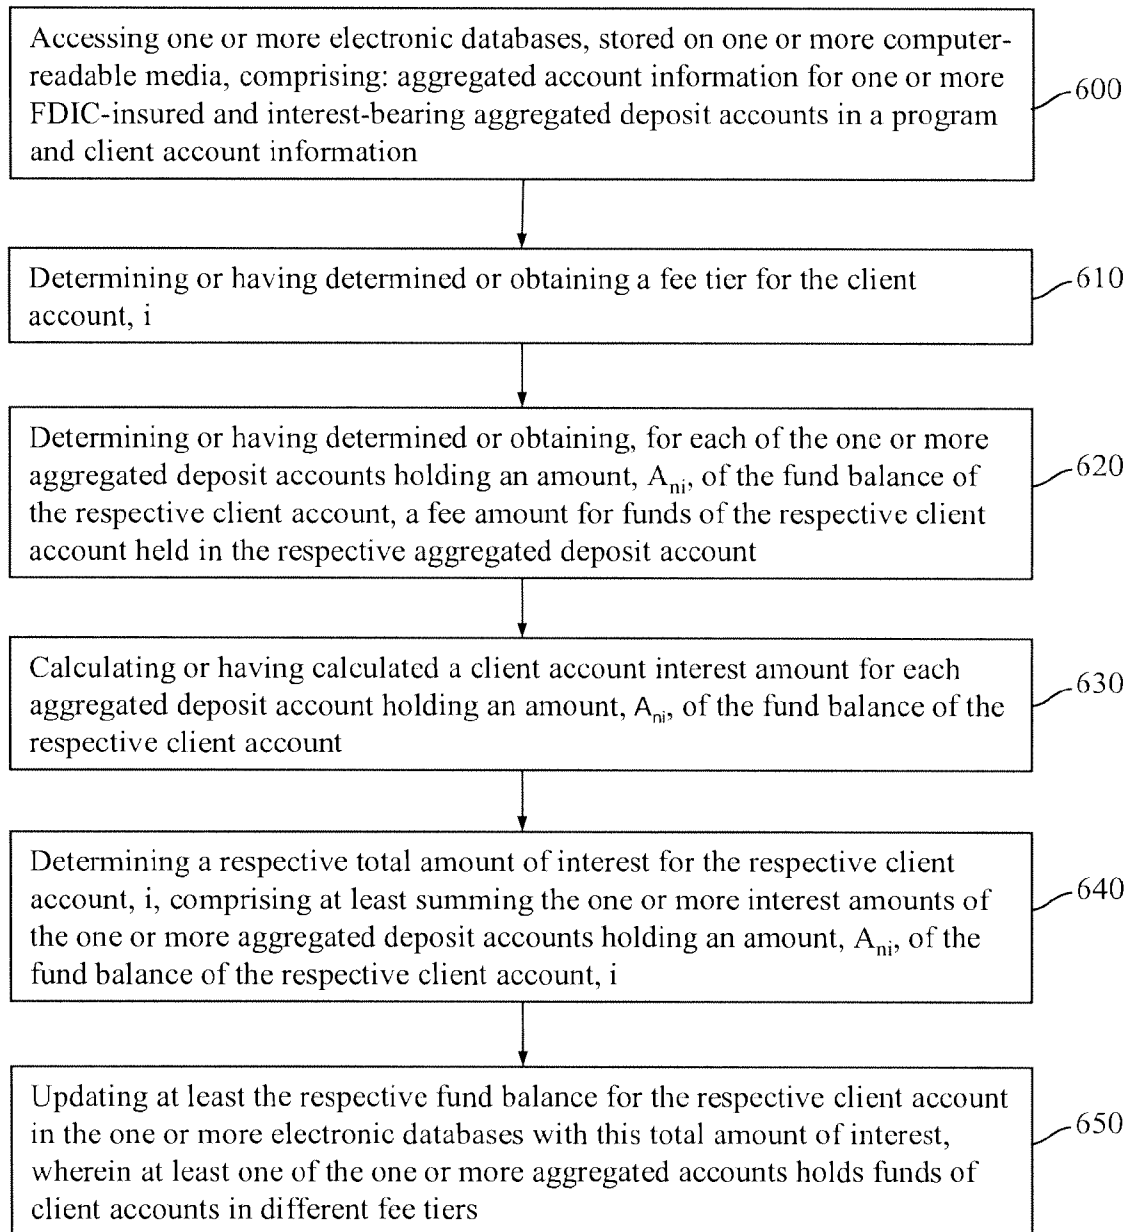 Accessing one or more electronic databases, stored on one or more computer-
readable media, comprising: aggregated account information for one or more
FDIC-insured and interest-bearing aggregated deposit accounts in a program
and client account information
600
Determining or having determined or obtaining a fee tier for the client
account, i
610
Determining or having determined or obtaining, for each of the one or more
aggregated deposit accounts holding an amount, Ani, of the fund balance of
the respective client account, a fee amount for funds of the respective client
account held in the respective aggregated deposit account
620
Calculating or having calculated a client account interest amount for each
aggregated deposit account holding an amount, Ani, of the fund balance of the
respective client account
630
Determining a respective total amount of interest for the respective client
account, i, comprising at least summing the one or more interest amounts of
the one or more aggregated deposit accounts holding an amount, Ani, of the
fund balance of the respective client account, i
640
Updating at least the respective fund balance for the respective client account
in the one or more electronic databases with this total amount of interest,
wherein at least one of the one or more aggregated accounts holds funds of
client accounts in different fee tiers
650